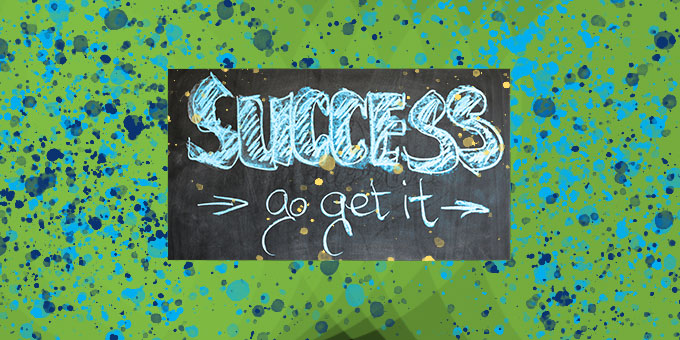 SUCCESS
→ go get it →